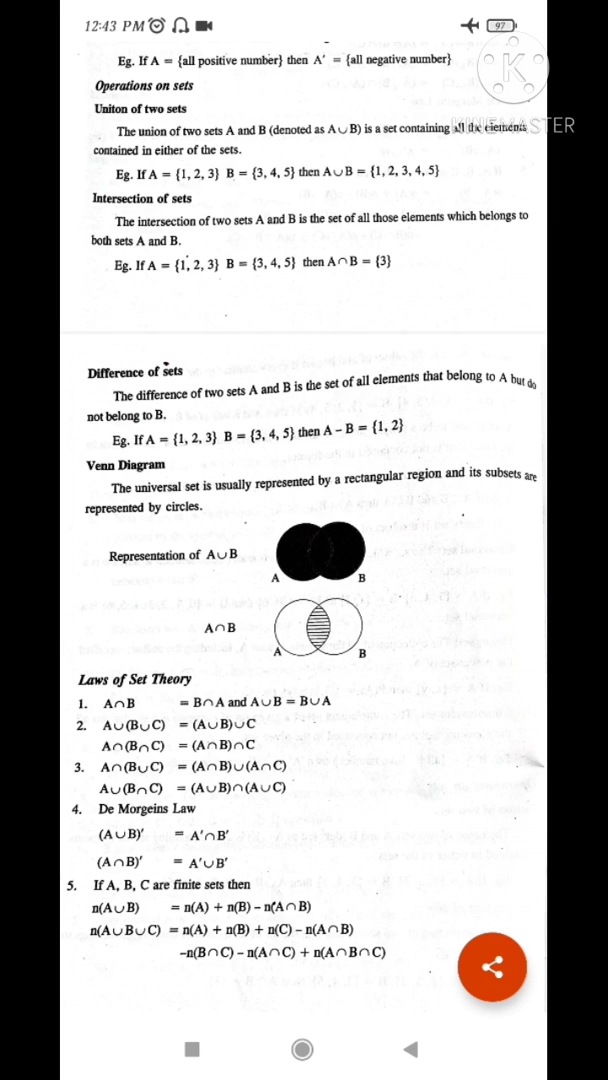 12:43 PM
97
K
KINEMASTER
Eg. If A = {all positive number} then A' = {all negative number}
Operations on sets
Uniton of two sets
The union of two sets A and B (denoted as A∪B) is a set containing all the elements
contained in either of the sets.
Eg. If A = {1, 2, 3} B = {3, 4, 5} then A∪B = {1, 2, 3, 4, 5}
Intersection of sets
The intersection of two sets A and B is the set of all those elements which belongs to
both sets A and B.
Eg. If A = {1, 2, 3} B = {3, 4, 5} then A∩B = {3}
Difference of sets
The difference of two sets A and B is the set of all elements that belong to A but do
not belong to B.
Eg. If A = {1, 2, 3} B = {3, 4, 5} then A – B = {1, 2}
Venn Diagram
The universal set is usually represented by a rectangular region and its subsets are
represented by circles.
Representation of A∪B
A B
A∩B
A B
Laws of Set Theory
1. A∩B = B∩A and A∪B = B∪A
2. A∪(B∪C) = (A∪B)∪C
A∩(B∩C) = (A∩B)∩C
3. A∩(B∪C) = (A∩B)∪(A∩C)
A∪(B∩C) = (A∪B)∩(A∪C)
4. De Morgeins Law
(A∪B)' = A'∩B'
(A∩B)' = A'∪B'
5. If A, B, C are finite sets then
n(A∪B) = n(A) + n(B) – n(A∩B)
n(A∪B∪C) = n(A) + n(B) + n(C) – n(A∩B)
–n(B∩C) – n(A∩C) + n(A∩B∩C)